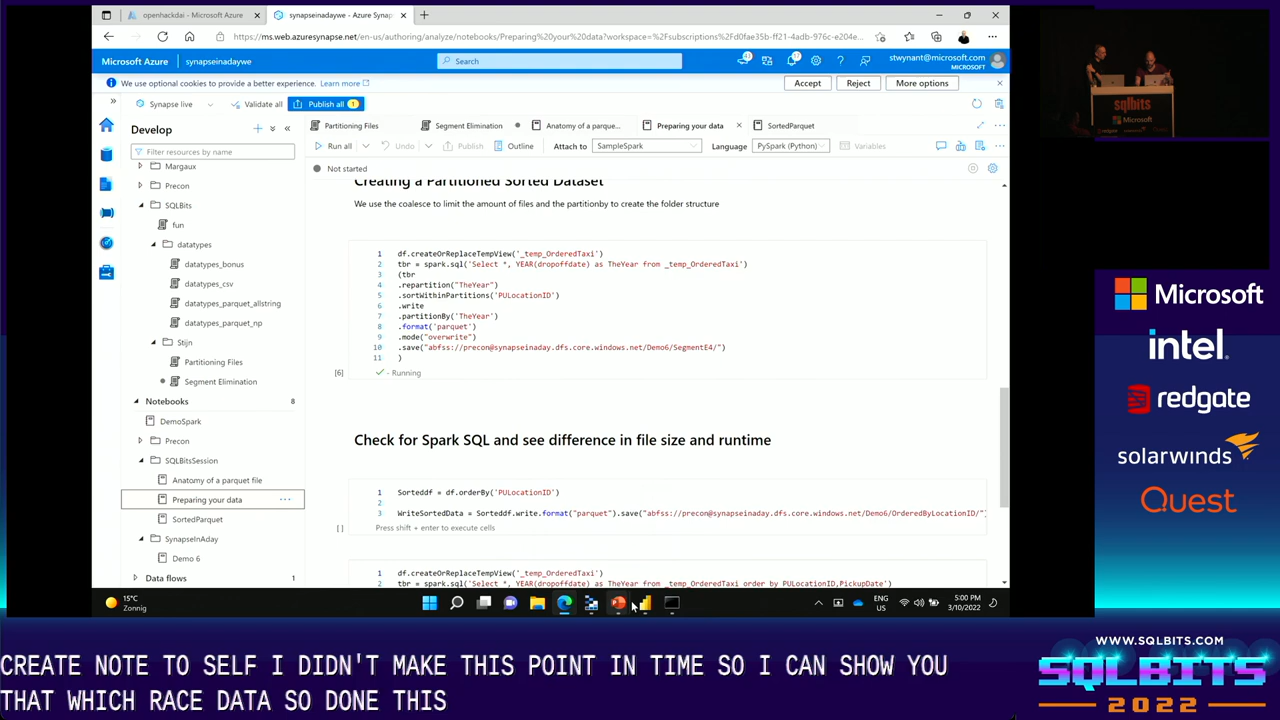 openhackdai - Microsoft Azure
synapseinadaywe - Azure Synap
https://ms.web.azuresynapse.net/en-us/authoring/analyze/notebooks/Preparing%20your%20data?workspace=%2Fsubscriptions%2Fd0fae35b-ff21-4adb-976c-e204e...
Microsoft Azure
synapseinadaywe
Search
stwynant@microsoft.com
MICROSOFT
We use optional cookies to provide a better experience. Learn more
Accept
Reject
More options
Synapse live
Validate all
Publish all 1
Develop
Partitioning Files
Segment Elimination
Anatomy of a parque...
Preparing your data
SortedParquet
Filter resources by name
Run all
Undo
Publish
Outline
Attach to
SampleSpark
Language
PySpark (Python)
Variables
Not started
Margaux
Precon
SQLBits
fun
datatypes
datatypes_bonus
datatypes_csv
datatypes_parquet_allstring
datatypes_parquet_np
Stijn
Partitioning Files
Segment Elimination
Notebooks 8
DemoSpark
Precon
SQLBitsSession
Anatomy of a parquet file
Preparing your data ...
SortedParquet
SynapseInADay
Demo 6
Data flows 1
Creating a Partitioned Sorted Dataset
We use the coalesce to limit the amount of files and the partitionby to create the folder structure
1 df.createOrReplaceTempView('_temp_OrderedTaxi')
2 tbr = spark.sql('Select *, YEAR(dropoffdate) as TheYear from _temp_OrderedTaxi')
3 (tbr
4 .repartition("TheYear")
5 .sortWithinPartitions('PULocationID')
6 .write
7 .partitionBy('TheYear')
8 .format('parquet')
9 .mode("overwrite")
10 .save("abfss://precon@synapseinaday.dfs.core.windows.net/Demo6/SegmentE4/")
11 )
[6] - Running
Check for Spark SQL and see difference in file size and runtime
1 Sorteddf = df.orderBy('PULocationID')
2
3 WriteSortedData = Sorteddf.write.format("parquet").save("abfss://precon@synapseinaday.dfs.core.windows.net/Demo6/OrderedByLocationID/")
[ ] Press shift + enter to execute cells
1 df.createOrReplaceTempView('_temp_OrderedTaxi')
2 tbr = spark.sql('Select *, YEAR(dropoffdate) as TheYear from _temp_OrderedTaxi order by PULocationID,PickupDate')
15°C
Zonnig
ENG
US
5:00 PM
3/10/2022
sqlbits
Microsoft
Microsoft
intel.
redgate
solarwinds
Quest
CREATE NOTE TO SELF I DIDN'T MAKE THIS POINT IN TIME SO I CAN SHOW YOU
THAT WHICH RACE DATA SO DONE THIS
WWW.SQLBITS.COM
SQLBITS
2022